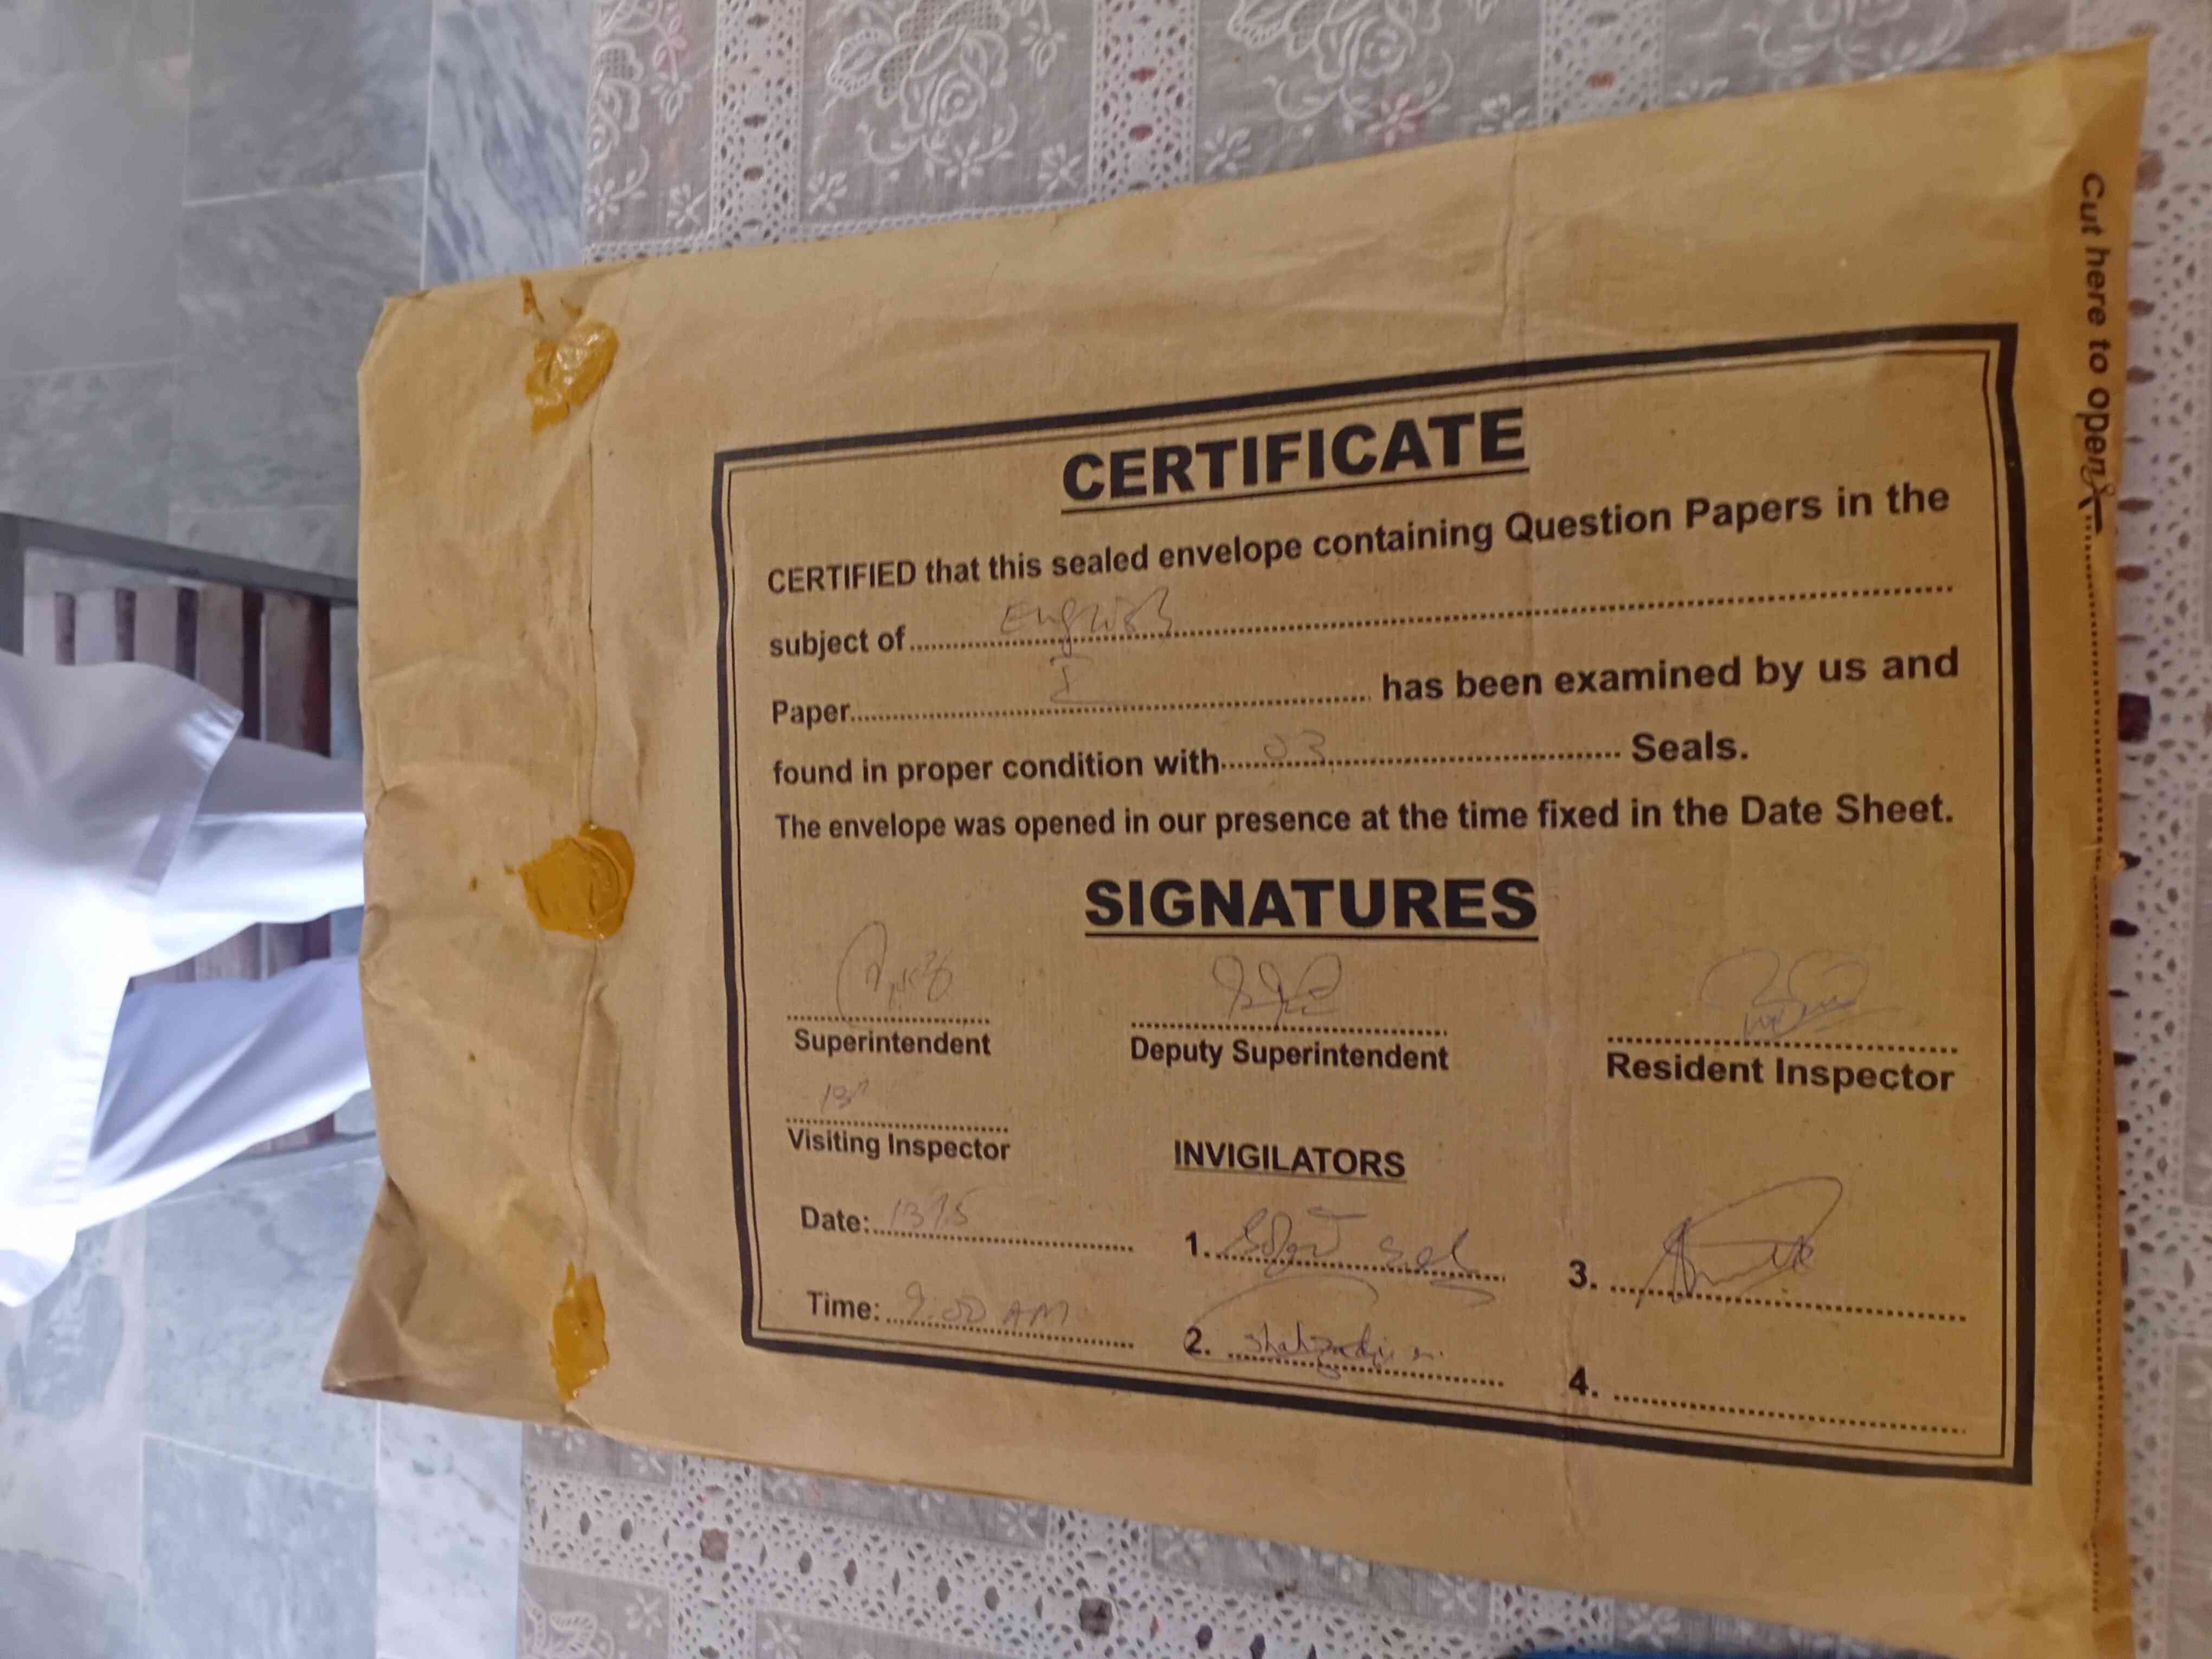 CERTIFICATE
CERTIFIED that this sealed envelope containing Question Papers in the
subject of English
Paper I has been examined by us and
found in proper condition with 03 Seals.
The envelope was opened in our presence at the time fixed in the Date Sheet.
SIGNATURES
Superintendent
Deputy Superintendent
Resident Inspector
Visiting Inspector
INVIGILATORS
Date:
1.
3.
Time: 9:00 AM
2.
4.
Cut here to open